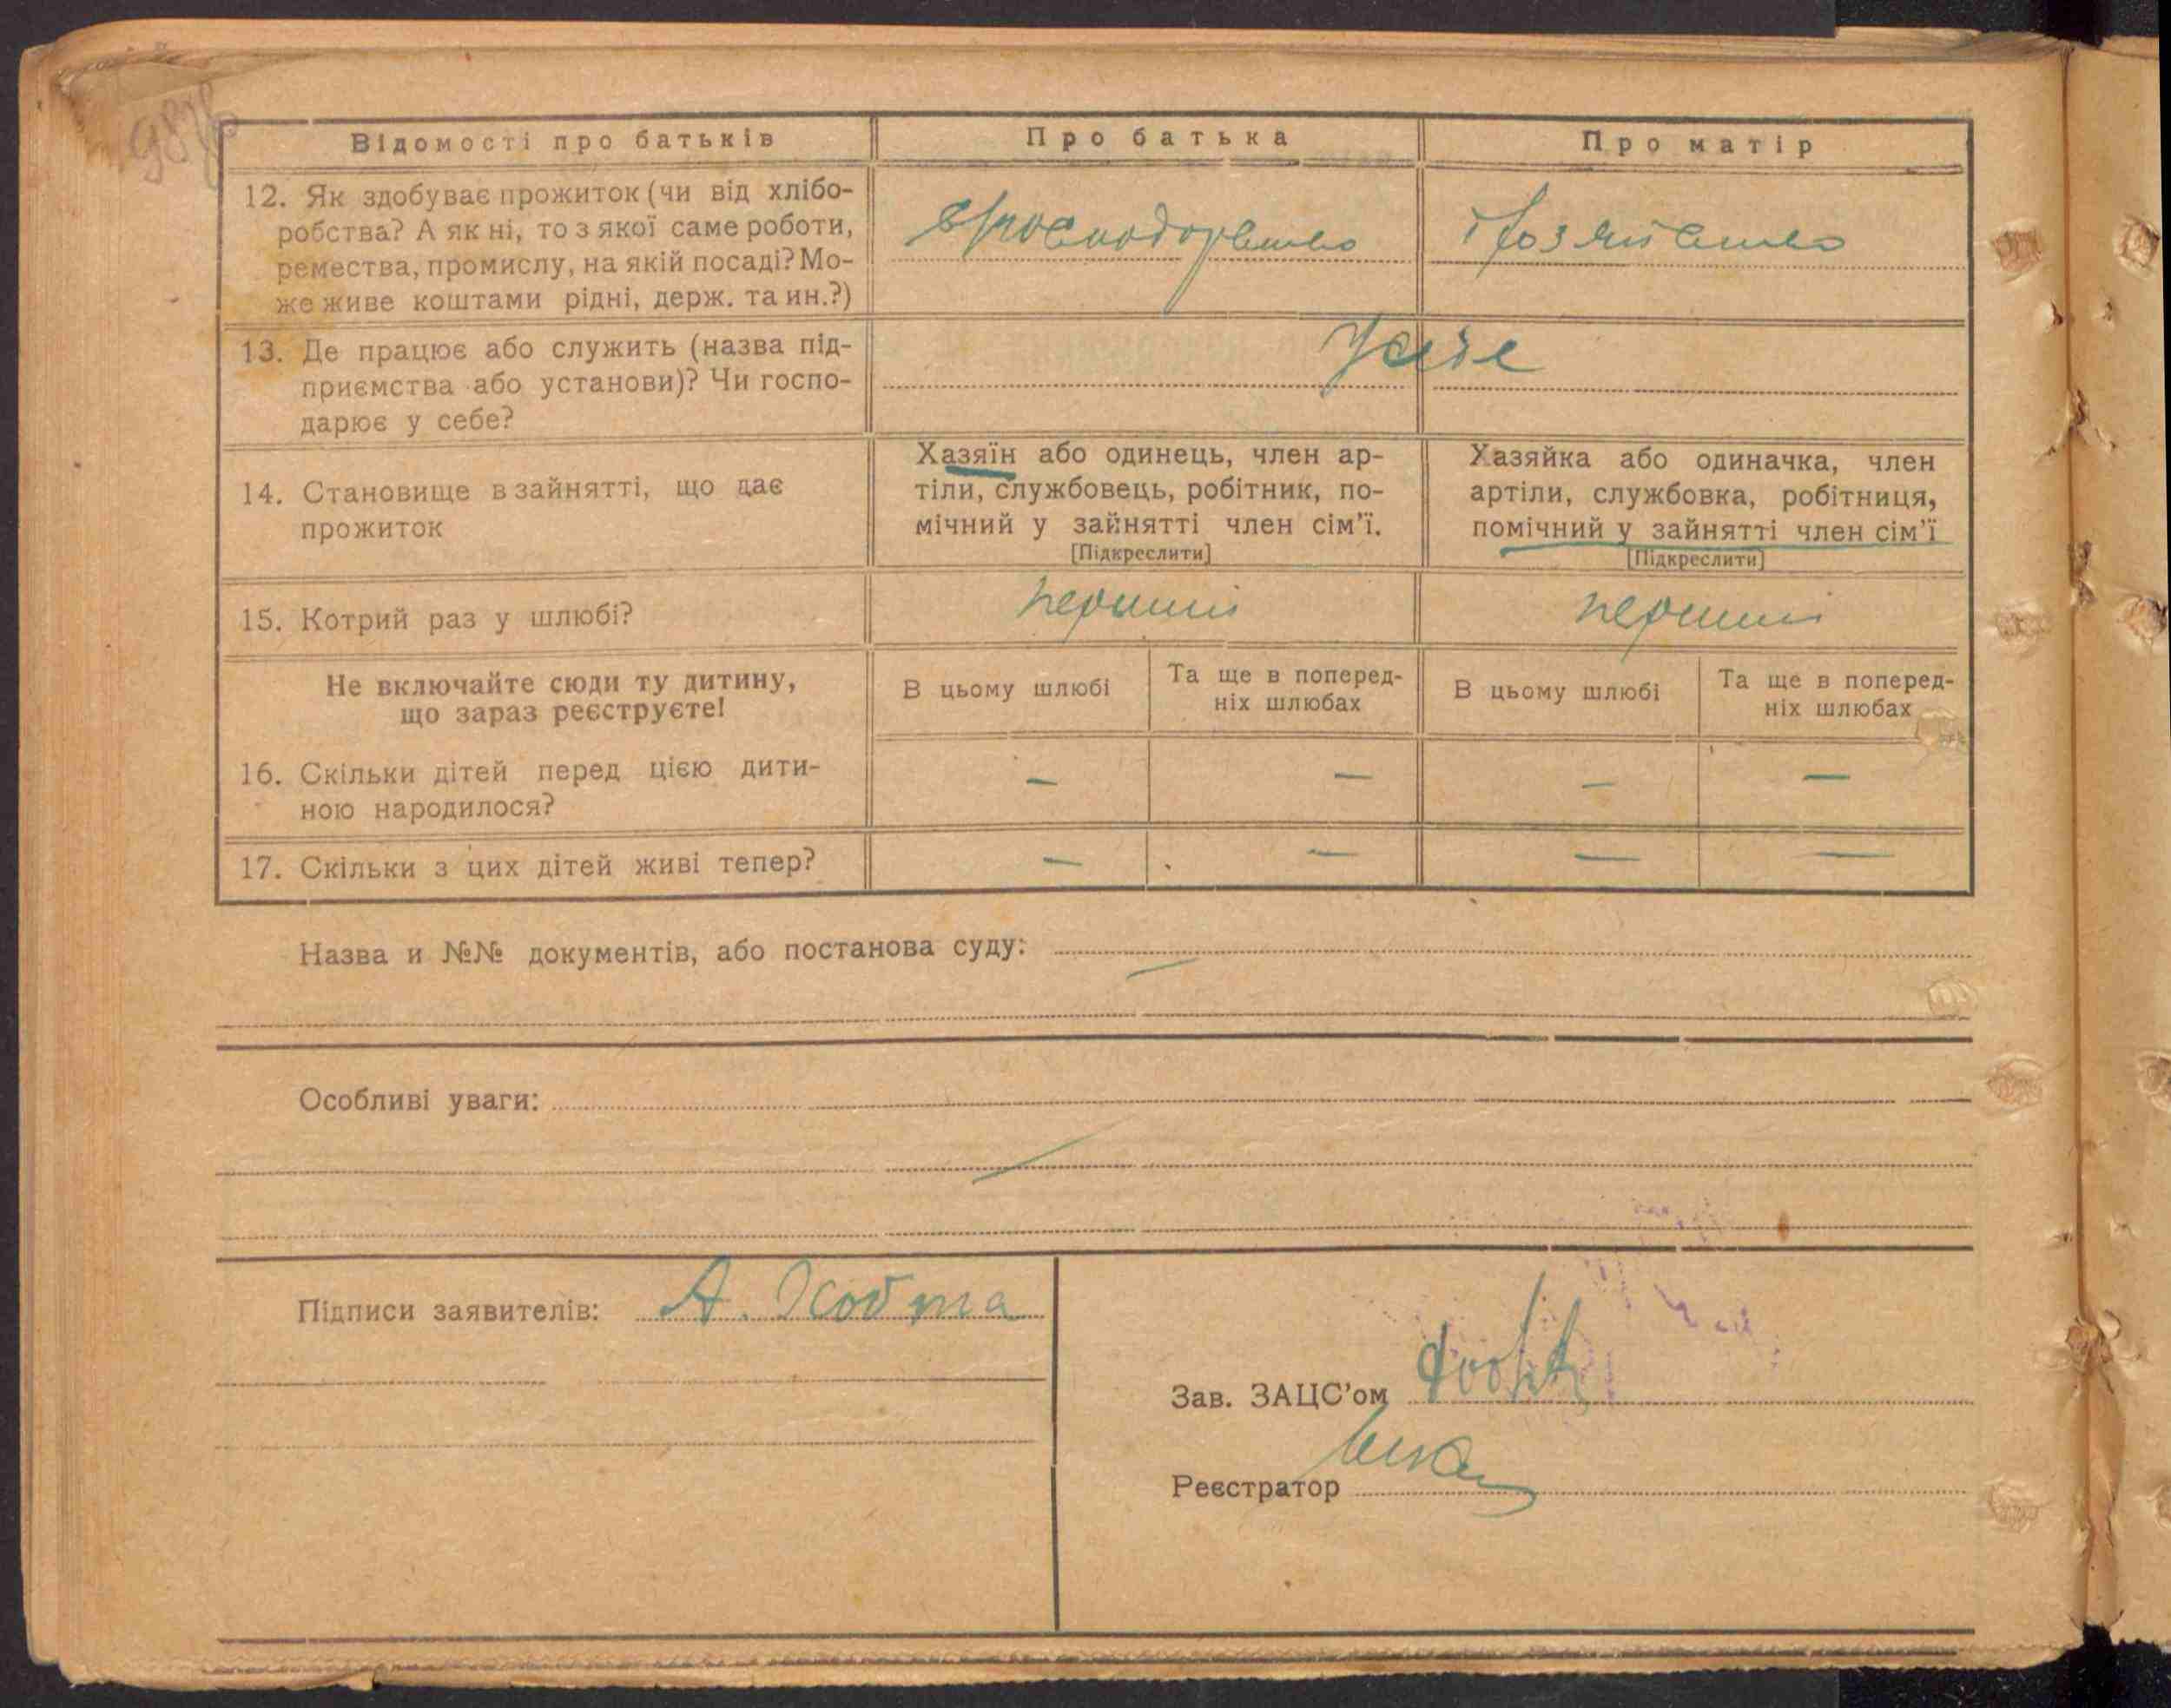 Відомості про батьків
Про батька
Про матір
12. Як здобуває прожиток (чи від хлібо-
робства? А як ні, то з якої саме роботи,
ремества, промислу, на якій посаді? Мо-
же живе коштами рідні, держ. та ин.?)
Хозяйство
13. Де працює або служить (назва під-
приємства або установи)? Чи госпо-
дарює у себе?
У себе
14. Становище в зайнятті, що дає
прожиток
Хазяїн або одинець, член ар-
тіли, службовець, робітник, по-
мічний у зайнятті член сім'ї.
[Підкреслити]
Хазяйка або одиначка, член
артіли, службовка, робітниця,
помічний у зайнятті член сім'ї
[Підкреслити]
15. Котрий раз у шлюбі?
перший
перший
Не включайте сюди ту дитину,
що зараз реєструєте!
В цьому шлюбі
Та ще в поперед-
ніх шлюбах
В цьому шлюбі
Та ще в поперед-
ніх шлюбах
16. Скільки дітей перед цією дити-
ною народилося?
— — — —
17. Скільки з цих дітей живі тепер?
— — — —
Назва и №№ документів, або постанова суду: —
Особливі уваги:
Підписи заявителів: А. Хобта
Зав. ЗАЦС'ом
Реєстратор